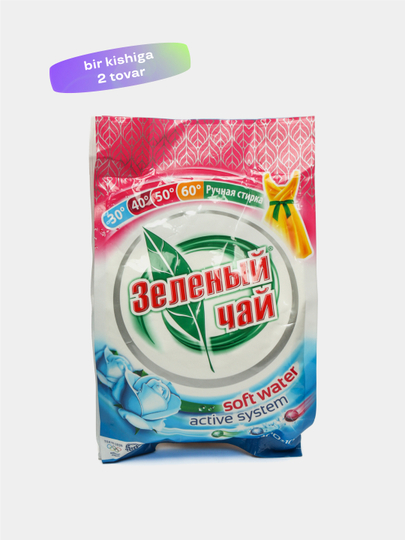 bir kishiga
2 tovar
30° 40° 50° 60° Ручная стирка
Зеленый
чай
soft water
active system